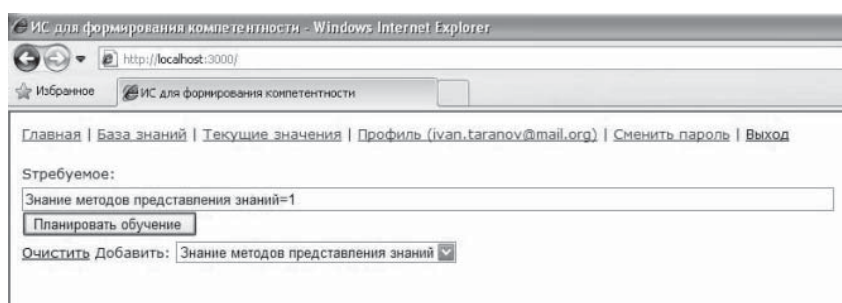 ИС для формирования компетентности - Windows Internet Explorer
http://localhost:3000/
Избранное ИС для формирования компетентности
Главная | База знаний | Текущие значения | Профиль (ivan.taranov@mail.org) | Сменить пароль | Выход
Sтребуемое:
Знание методов представления знаний=1
Планировать обучение
Очистить Добавить: Знание методов представления знаний